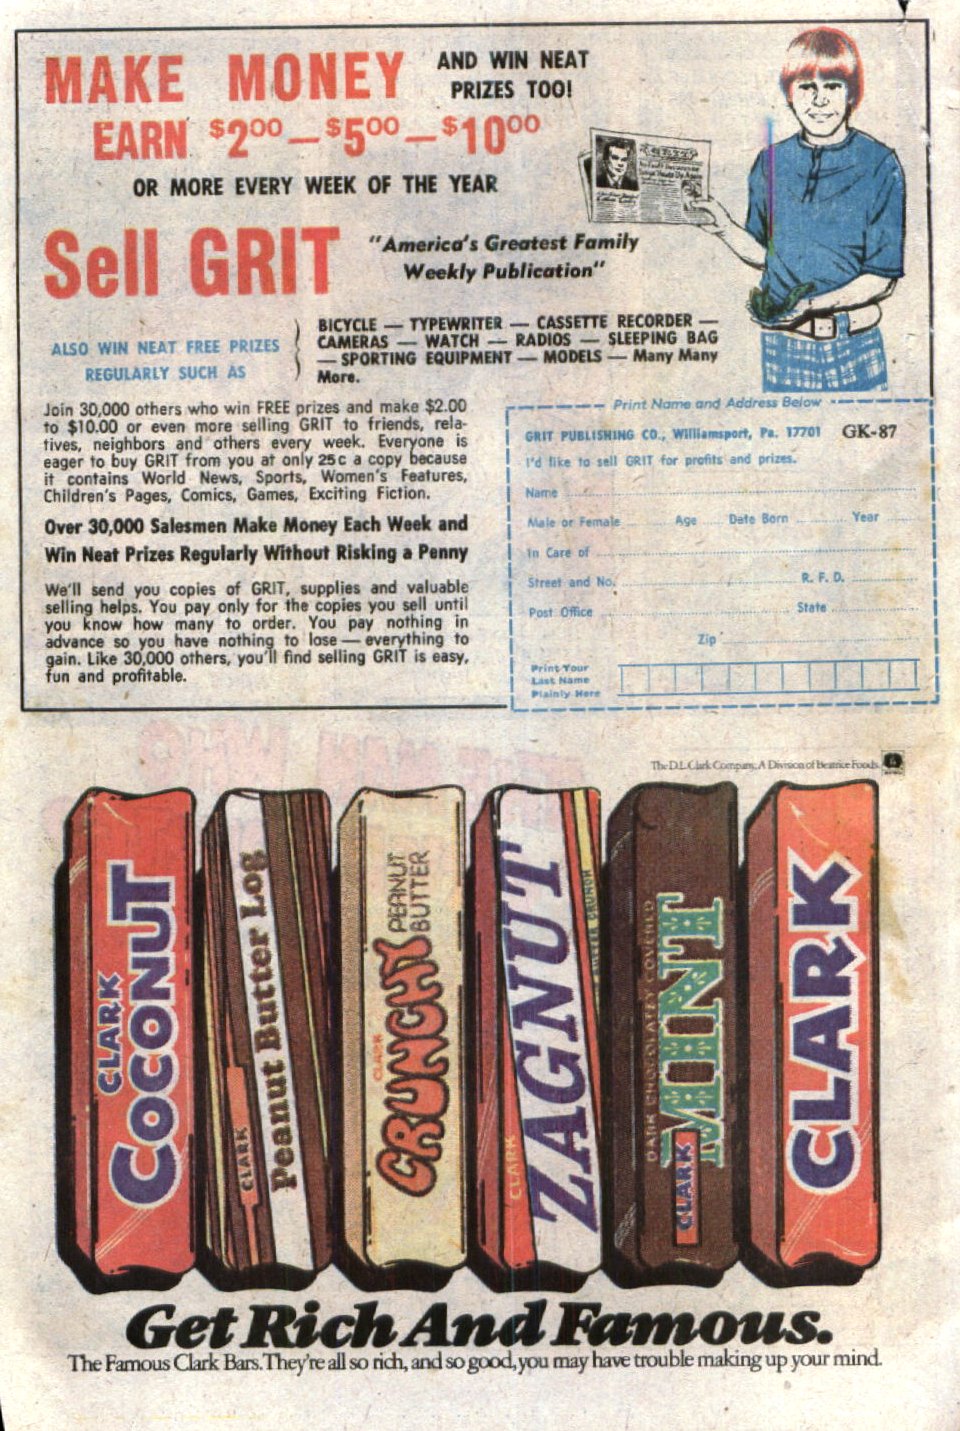 MAKE MONEY
AND WIN NEAT
PRIZES TOO!
EARN $2.00 — $5.00 — $10.00
OR MORE EVERY WEEK OF THE YEAR
Sell GRIT
"America's Greatest Family
Weekly Publication"
ALSO WIN NEAT FREE PRIZES
REGULARLY SUCH AS
BICYCLE — TYPEWRITER — CASSETTE RECORDER —
CAMERAS — WATCH — RADIOS — SLEEPING BAG
— SPORTING EQUIPMENT — MODELS — Many Many
More.
Join 30,000 others who win FREE prizes and make $2.00
to $10.00 or even more selling GRIT to friends, rela-
tives, neighbors and others every week. Everyone is
eager to buy GRIT from you at only 25c a copy because
it contains World News, Sports, Women's Features,
Children's Pages, Comics, Games, Exciting Fiction.
Over 30,000 Salesmen Make Money Each Week and
Win Neat Prizes Regularly Without Risking a Penny
We'll send you copies of GRIT, supplies and valuable
selling helps. You pay only for the copies you sell until
you know how many to order. You pay nothing in
advance so you have nothing to lose — everything to
gain. Like 30,000 others, you'll find selling GRIT is easy,
fun and profitable.
Print Name and Address Below
GRIT PUBLISHING CO., Williamsport, Pa. 17701 GK-87
I'd like to sell GRIT for profits and prizes.
Name
Male or Female Age Date Born Year
In Care of
Street and No. R. F. D.
Post Office State
Zip
Print Your
Last Name
Plainly Here
The D.L. Clark Company, A Division of Beatrice Foods.
CLARK
COCONUT
CLARK
Peanut Butter Log
CLARK
CRUNCHY
PEANUT
BUTTER
CLARK
ZAGNUT
DARK CHOCOLATEY COVERED
CLARK
MINT
CLARK
Get Rich And Famous.
The Famous Clark Bars. They're all so rich, and so good, you may have trouble making up your mind.